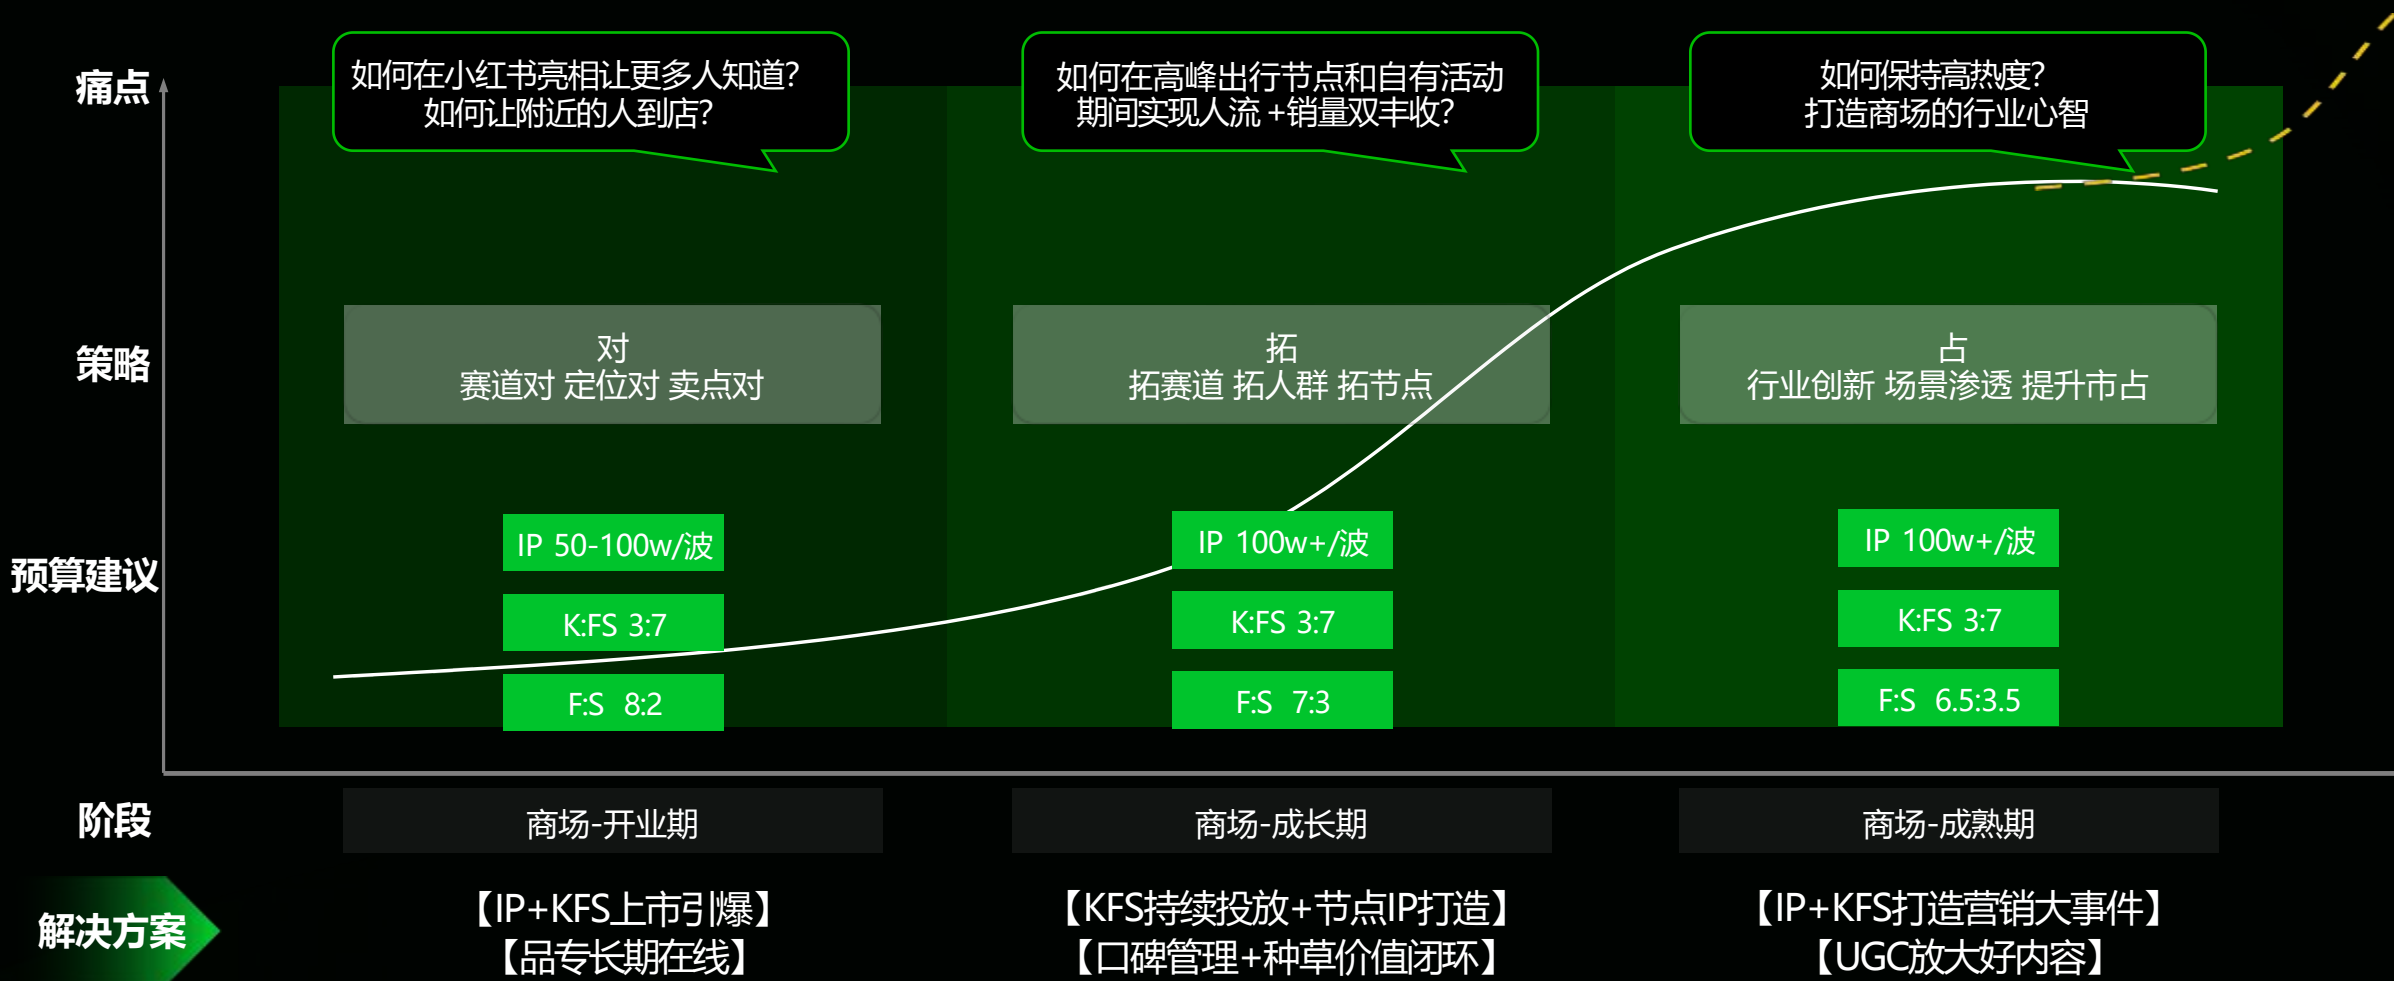 痛点
如何在小红书亮相让更多人知道?
如何让附近的人到店?
如何在高峰出行节点和自有活动
期间实现人流+销量双丰收?
如何保持高热度?
打造商场的行业心智
策略
对
赛道对 定位对 卖点对
拓
拓赛道 拓人群 拓节点
占
行业创新 场景渗透 提升市占
预算建议
IP 50-100w/波
K:FS 3:7
F:S 8:2
IP 100w+/波
K:FS 3:7
F:S 7:3
IP 100w+/波
K:FS 3:7
F:S 6.5:3.5
阶段
商场-开业期
商场-成长期
商场-成熟期
解决方案
【IP+KFS上市引爆】
【品专长期在线】
【KFS持续投放+节点IP打造】
【口碑管理+种草价值闭环】
【IP+KFS打造营销大事件】
【UGC放大好内容】